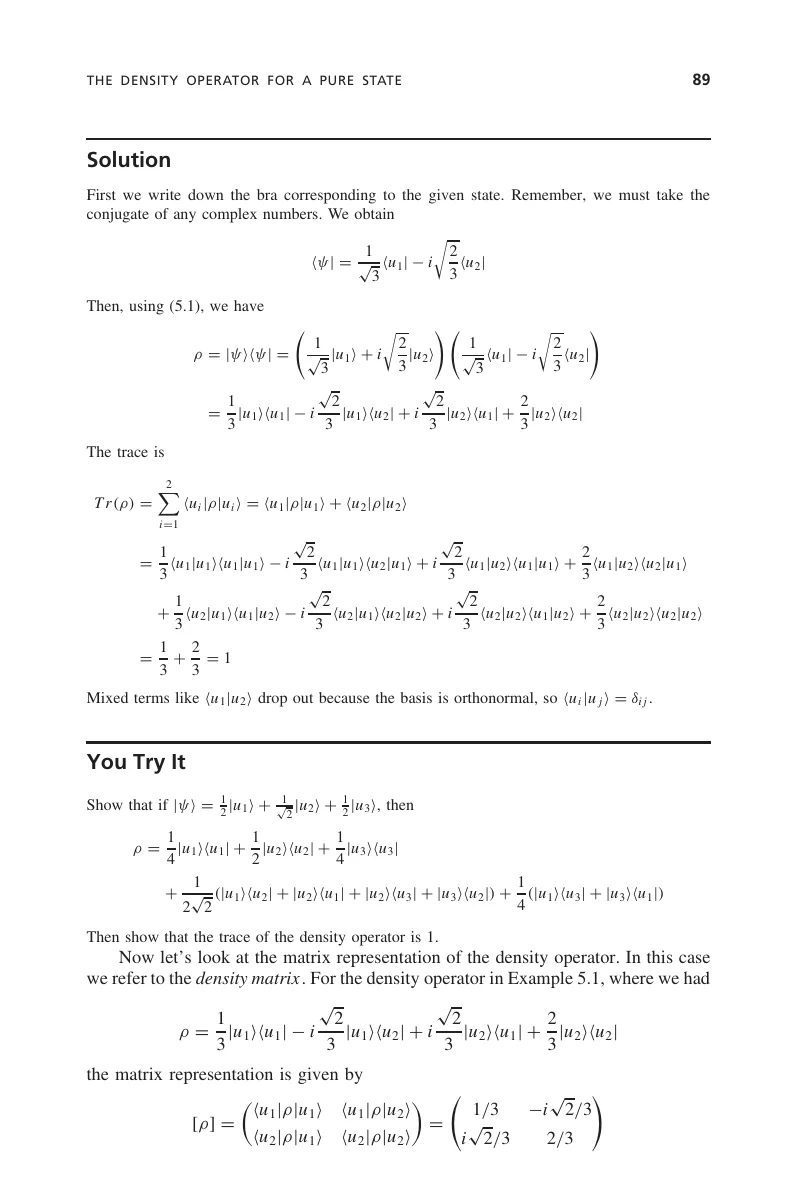 THE DENSITY OPERATOR FOR A PURE STATE 89
Solution
First we write down the bra corresponding to the given state. Remember, we must take the
conjugate of any complex numbers. We obtain
⟨ψ| = 1/√3 ⟨u₁| − i√(2/3) ⟨u₂|
Then, using (5.1), we have
ρ = |ψ⟩⟨ψ| = (1/√3 |u₁⟩ + i√(2/3) |u₂⟩) (1/√3 ⟨u₁| − i√(2/3) ⟨u₂|)
= 1/3 |u₁⟩⟨u₁| − i √2/3 |u₁⟩⟨u₂| + i √2/3 |u₂⟩⟨u₁| + 2/3 |u₂⟩⟨u₂|
The trace is
Tr(ρ) = ∑_{i=1}^{2} ⟨uᵢ|ρ|uᵢ⟩ = ⟨u₁|ρ|u₁⟩ + ⟨u₂|ρ|u₂⟩
= 1/3 ⟨u₁|u₁⟩⟨u₁|u₁⟩ − i √2/3 ⟨u₁|u₁⟩⟨u₂|u₁⟩ + i √2/3 ⟨u₁|u₂⟩⟨u₁|u₁⟩ + 2/3 ⟨u₁|u₂⟩⟨u₂|u₁⟩
+ 1/3 ⟨u₂|u₁⟩⟨u₁|u₂⟩ − i √2/3 ⟨u₂|u₁⟩⟨u₂|u₂⟩ + i √2/3 ⟨u₂|u₂⟩⟨u₁|u₂⟩ + 2/3 ⟨u₂|u₂⟩⟨u₂|u₂⟩
= 1/3 + 2/3 = 1
Mixed terms like ⟨u₁|u₂⟩ drop out because the basis is orthonormal, so ⟨uᵢ|uⱼ⟩ = δᵢⱼ.
You Try It
Show that if |ψ⟩ = 1/2 |u₁⟩ + 1/√2 |u₂⟩ + 1/2 |u₃⟩, then
ρ = 1/4 |u₁⟩⟨u₁| + 1/2 |u₂⟩⟨u₂| + 1/4 |u₃⟩⟨u₃|
+ 1/(2√2) (|u₁⟩⟨u₂| + |u₂⟩⟨u₁| + |u₂⟩⟨u₃| + |u₃⟩⟨u₂|) + 1/4 (|u₁⟩⟨u₃| + |u₃⟩⟨u₁|)
Then show that the trace of the density operator is 1.
Now let's look at the matrix representation of the density operator. In this case
we refer to the density matrix. For the density operator in Example 5.1, where we had
ρ = 1/3 |u₁⟩⟨u₁| − i √2/3 |u₁⟩⟨u₂| + i √2/3 |u₂⟩⟨u₁| + 2/3 |u₂⟩⟨u₂|
the matrix representation is given by
[ρ] = (⟨u₁|ρ|u₁⟩ ⟨u₁|ρ|u₂⟩ ; ⟨u₂|ρ|u₁⟩ ⟨u₂|ρ|u₂⟩) = (1/3 −i√2/3 ; i√2/3 2/3)